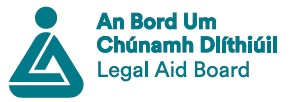 An Bord Um
Chúnamh Dlíthiúil
Legal Aid Board